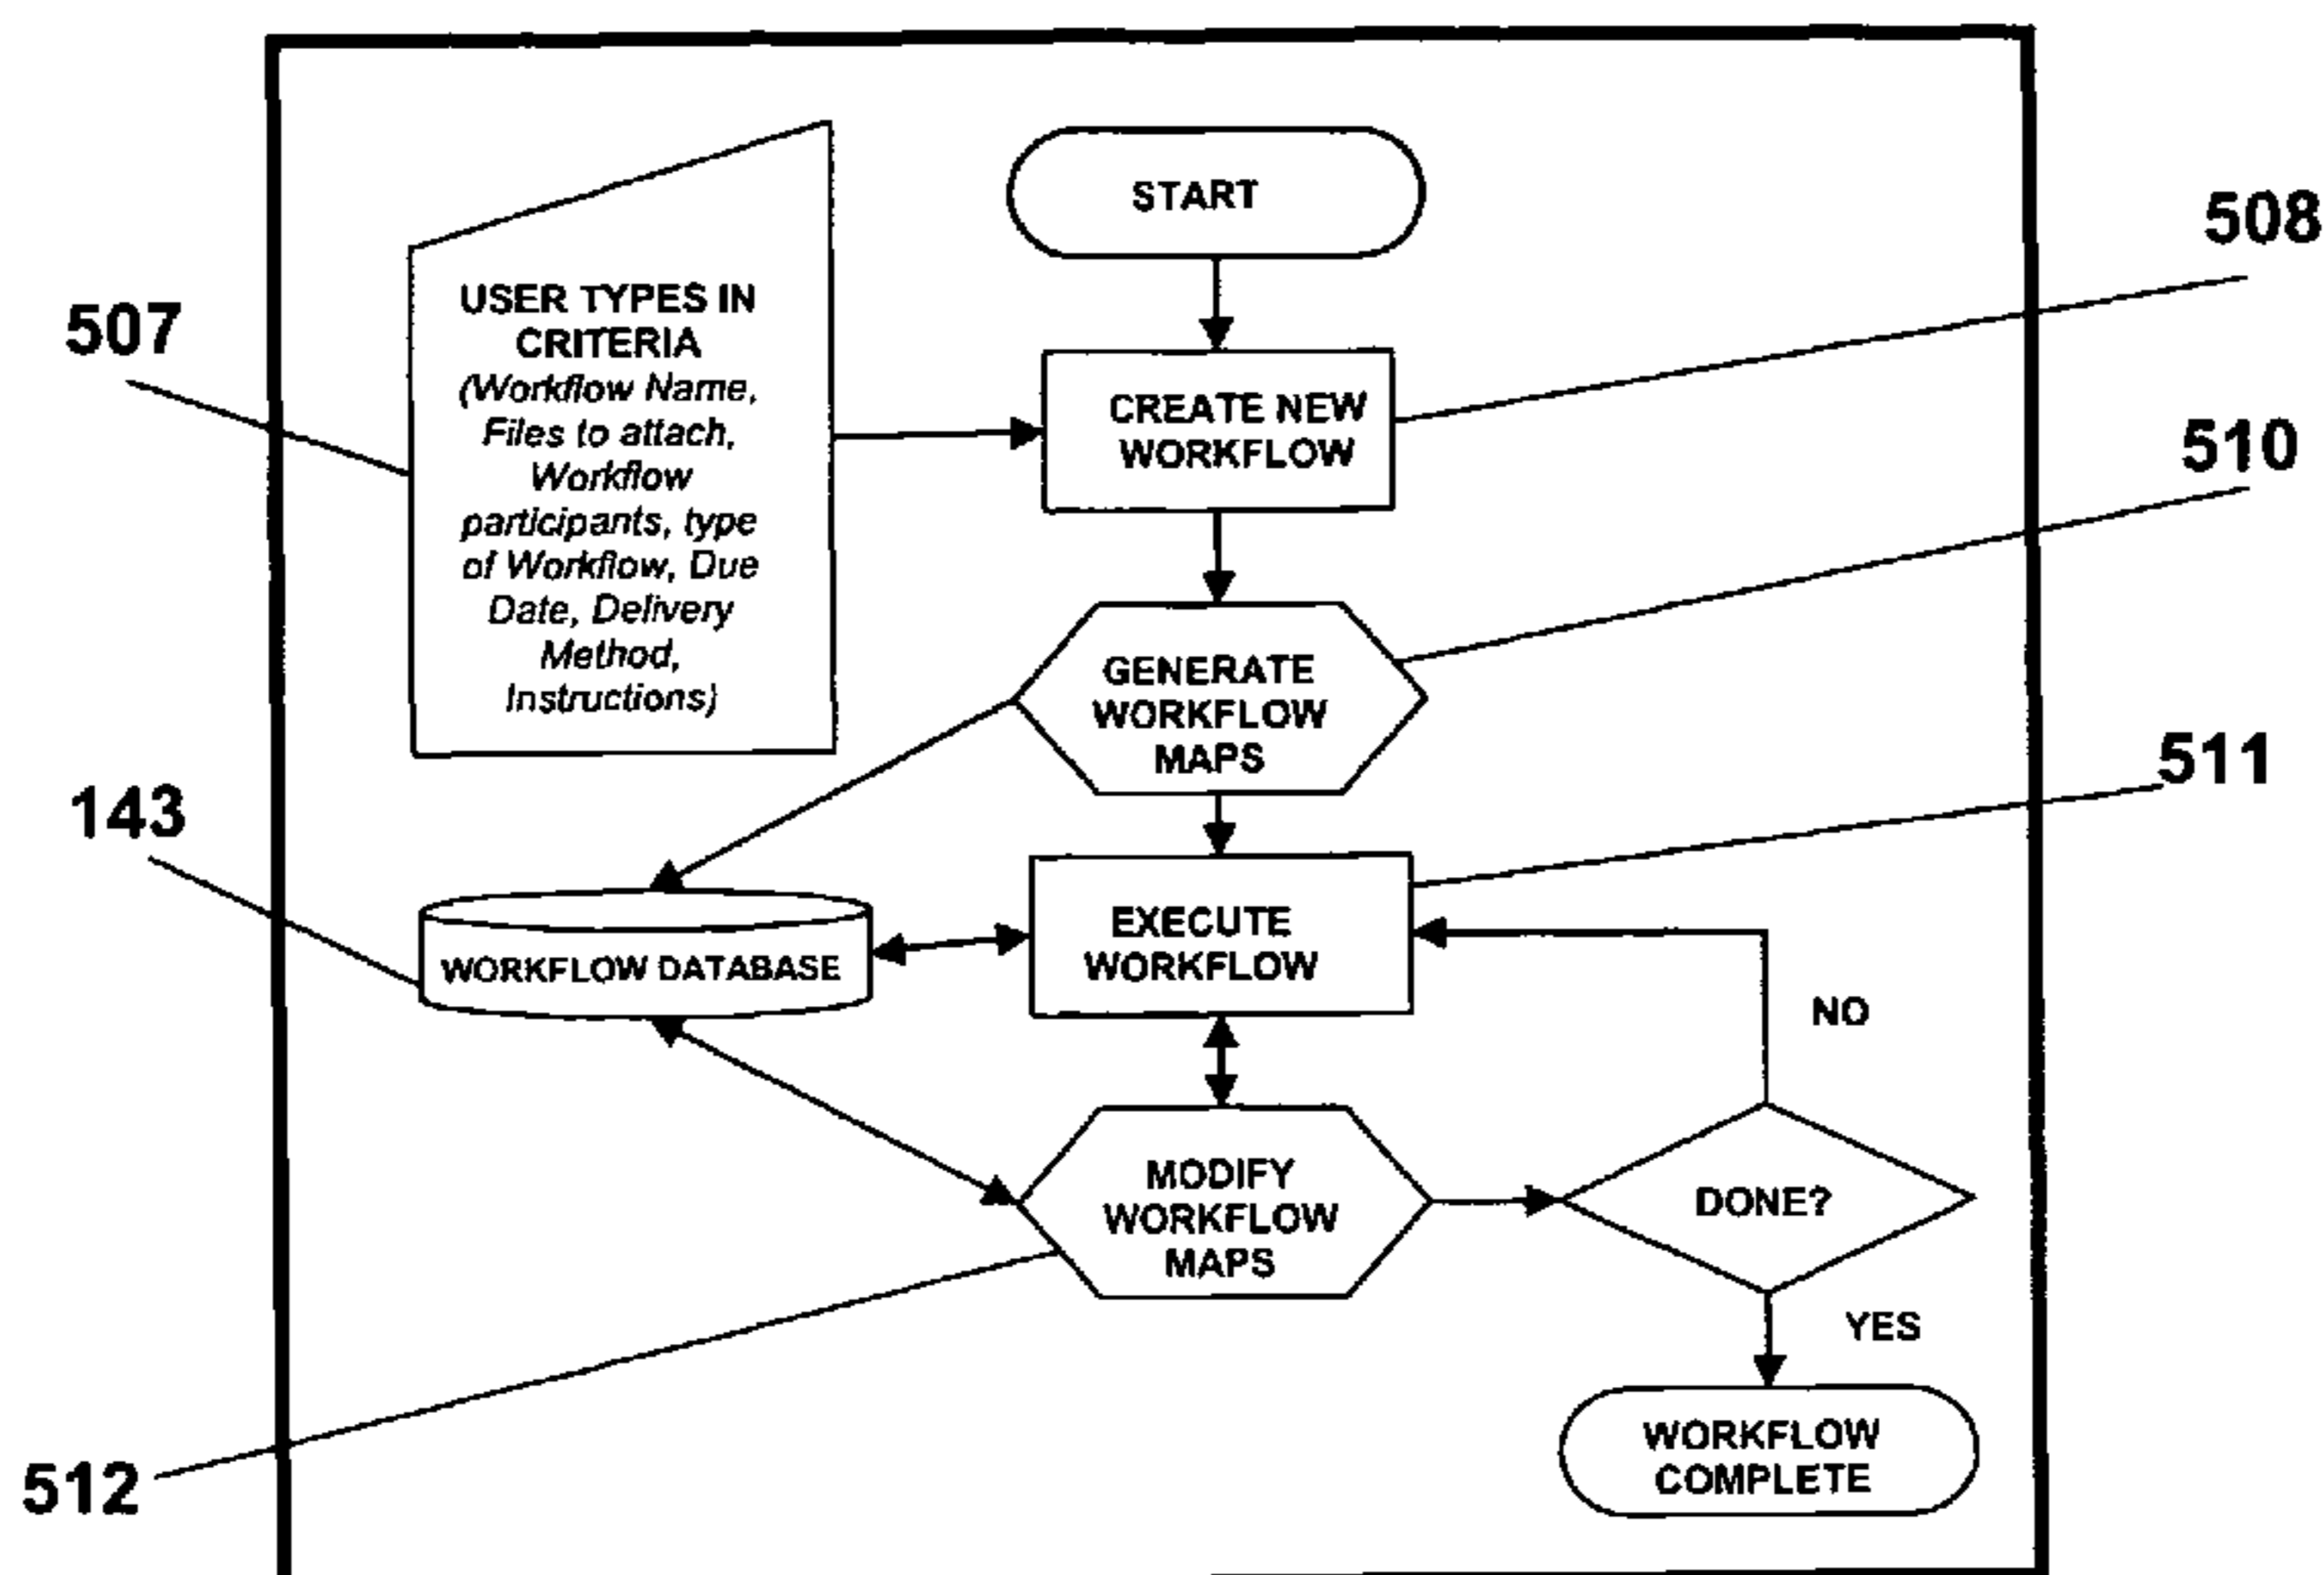 START
508
USER TYPES IN
CRITERIA
(Workflow Name,
Files to attach,
Workflow
participants, type
of Workflow, Due
Date, Delivery
Method,
Instructions)
507
CREATE NEW
WORKFLOW
510
GENERATE
WORKFLOW
MAPS
511
143
WORKFLOW DATABASE
EXECUTE
WORKFLOW
NO
MODIFY
WORKFLOW
MAPS
DONE?
YES
512
WORKFLOW
COMPLETE